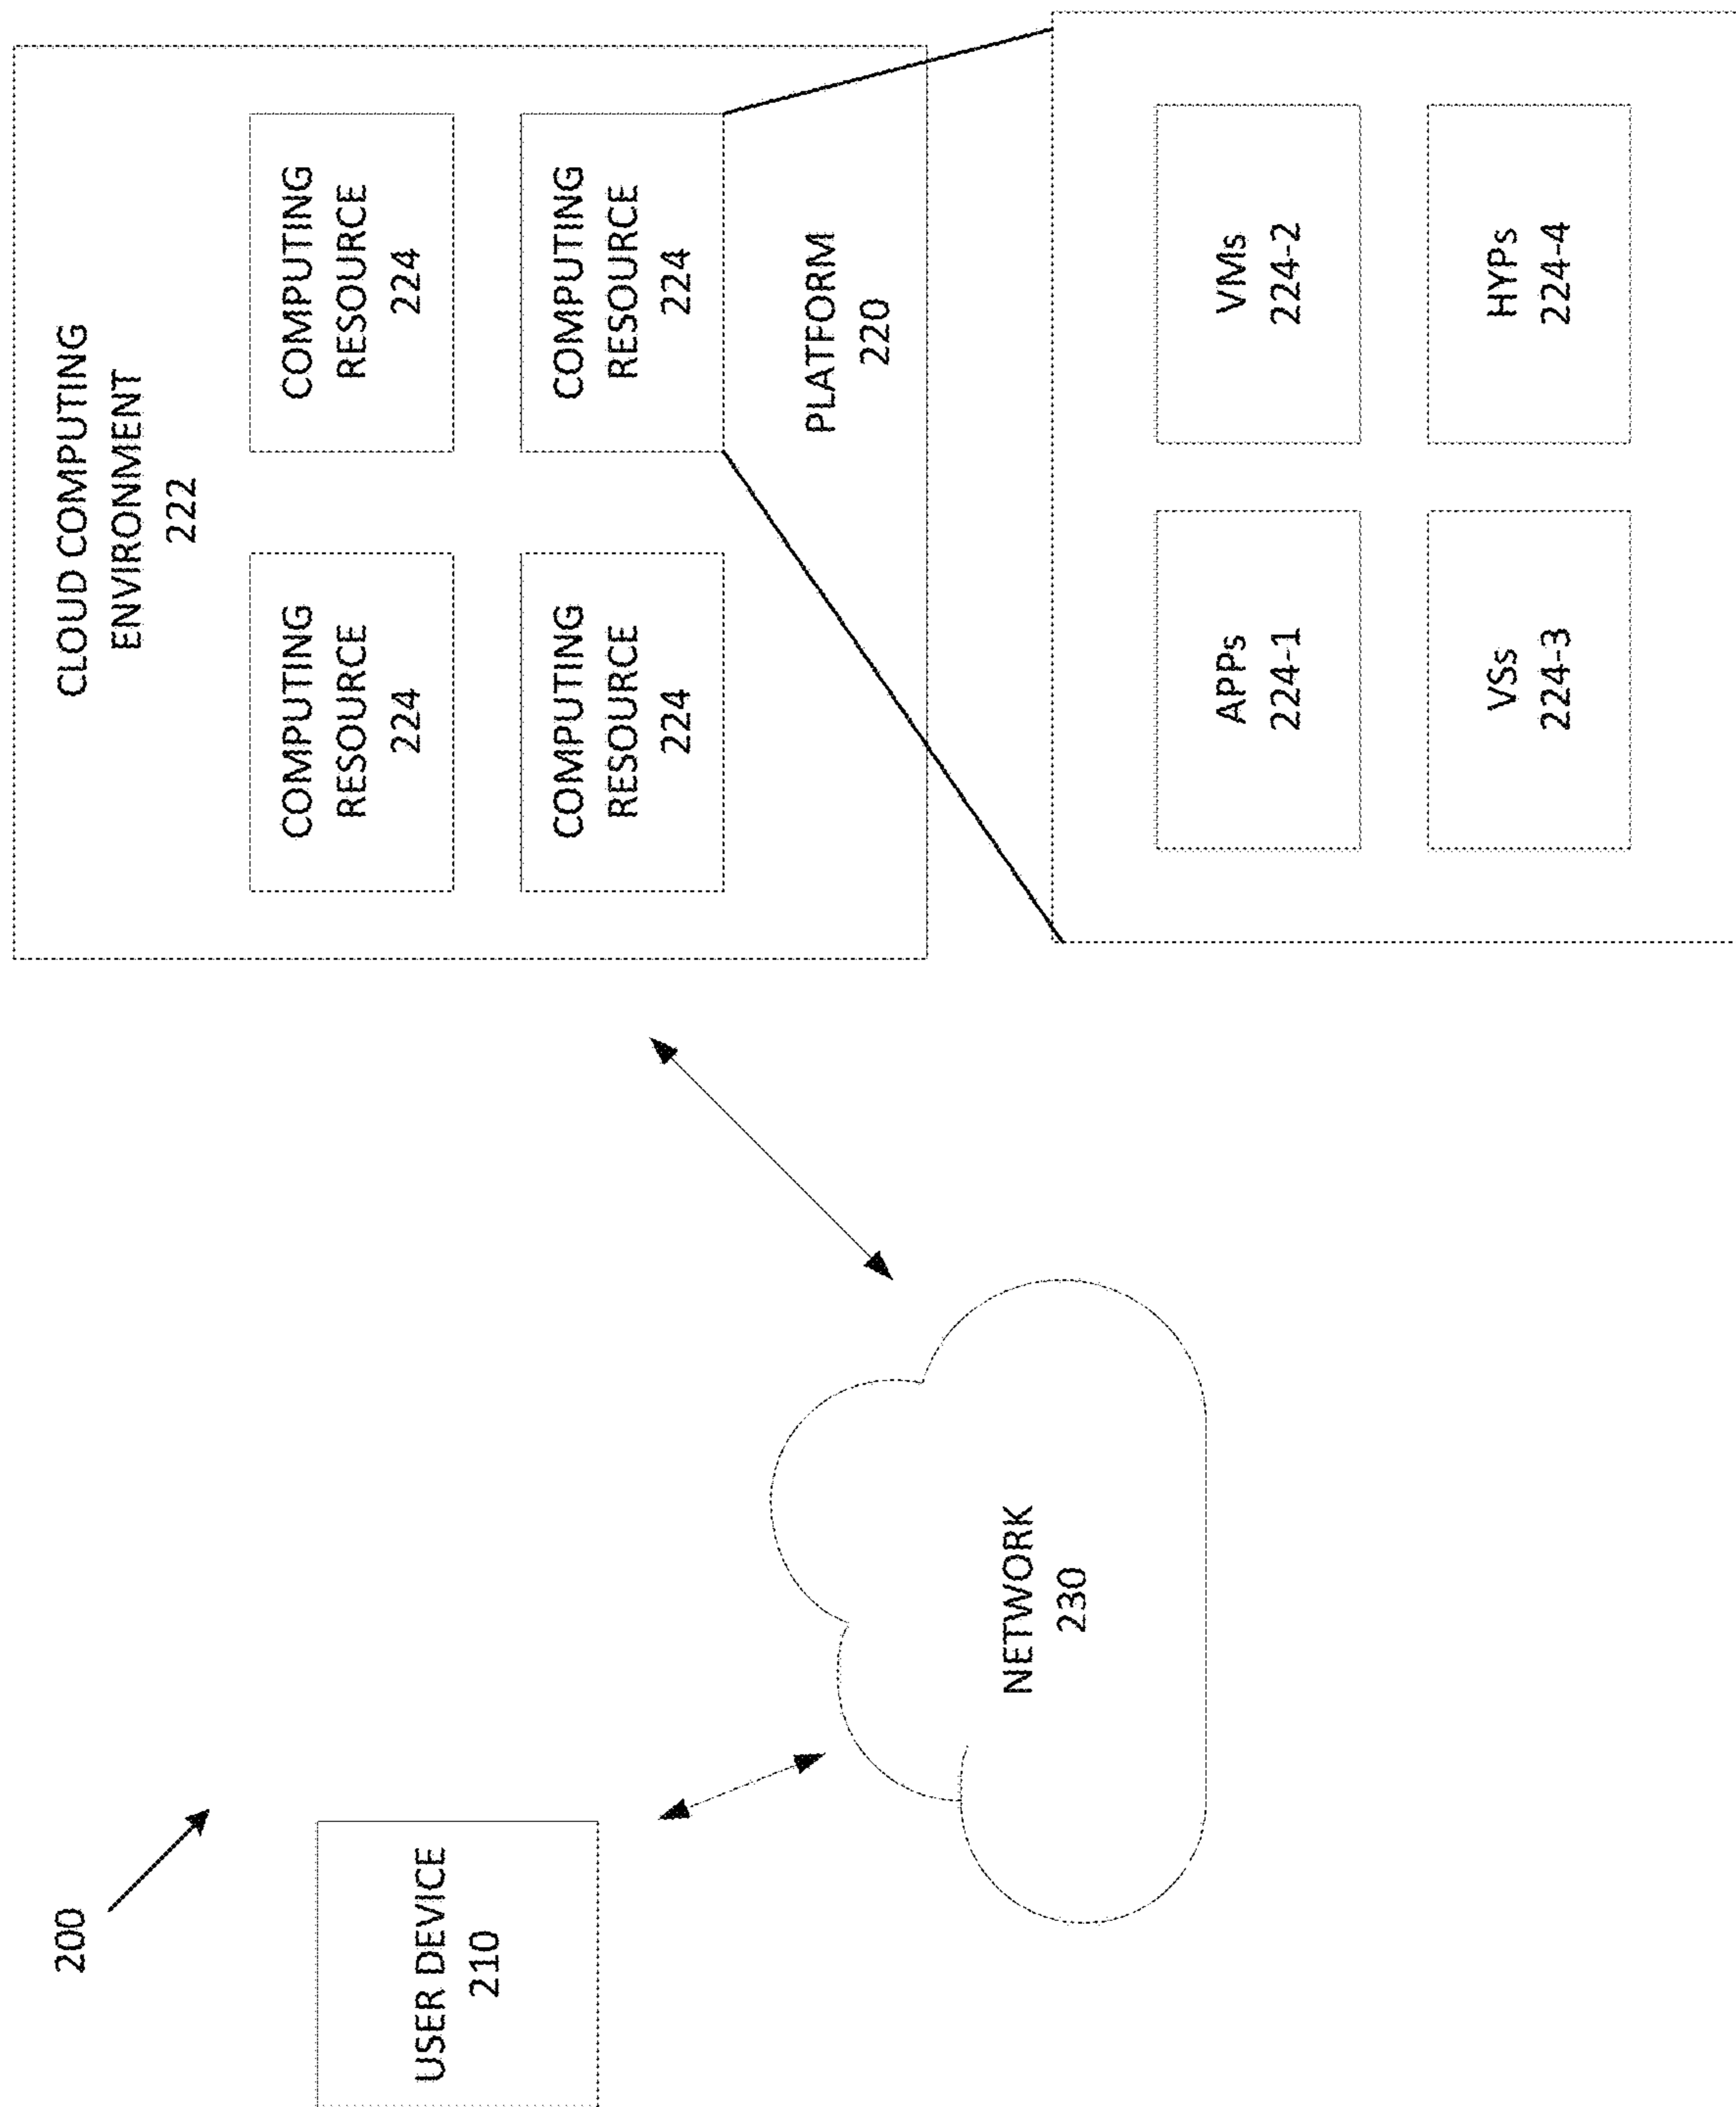 200
CLOUD COMPUTING
ENVIRONMENT
222
COMPUTING
RESOURCE
224
COMPUTING
RESOURCE
224
COMPUTING
RESOURCE
224
COMPUTING
RESOURCE
224
PLATFORM
220
USER DEVICE
210
NETWORK
230
APPs
224-1
VMs
224-2
VSs
224-3
HYPs
224-4